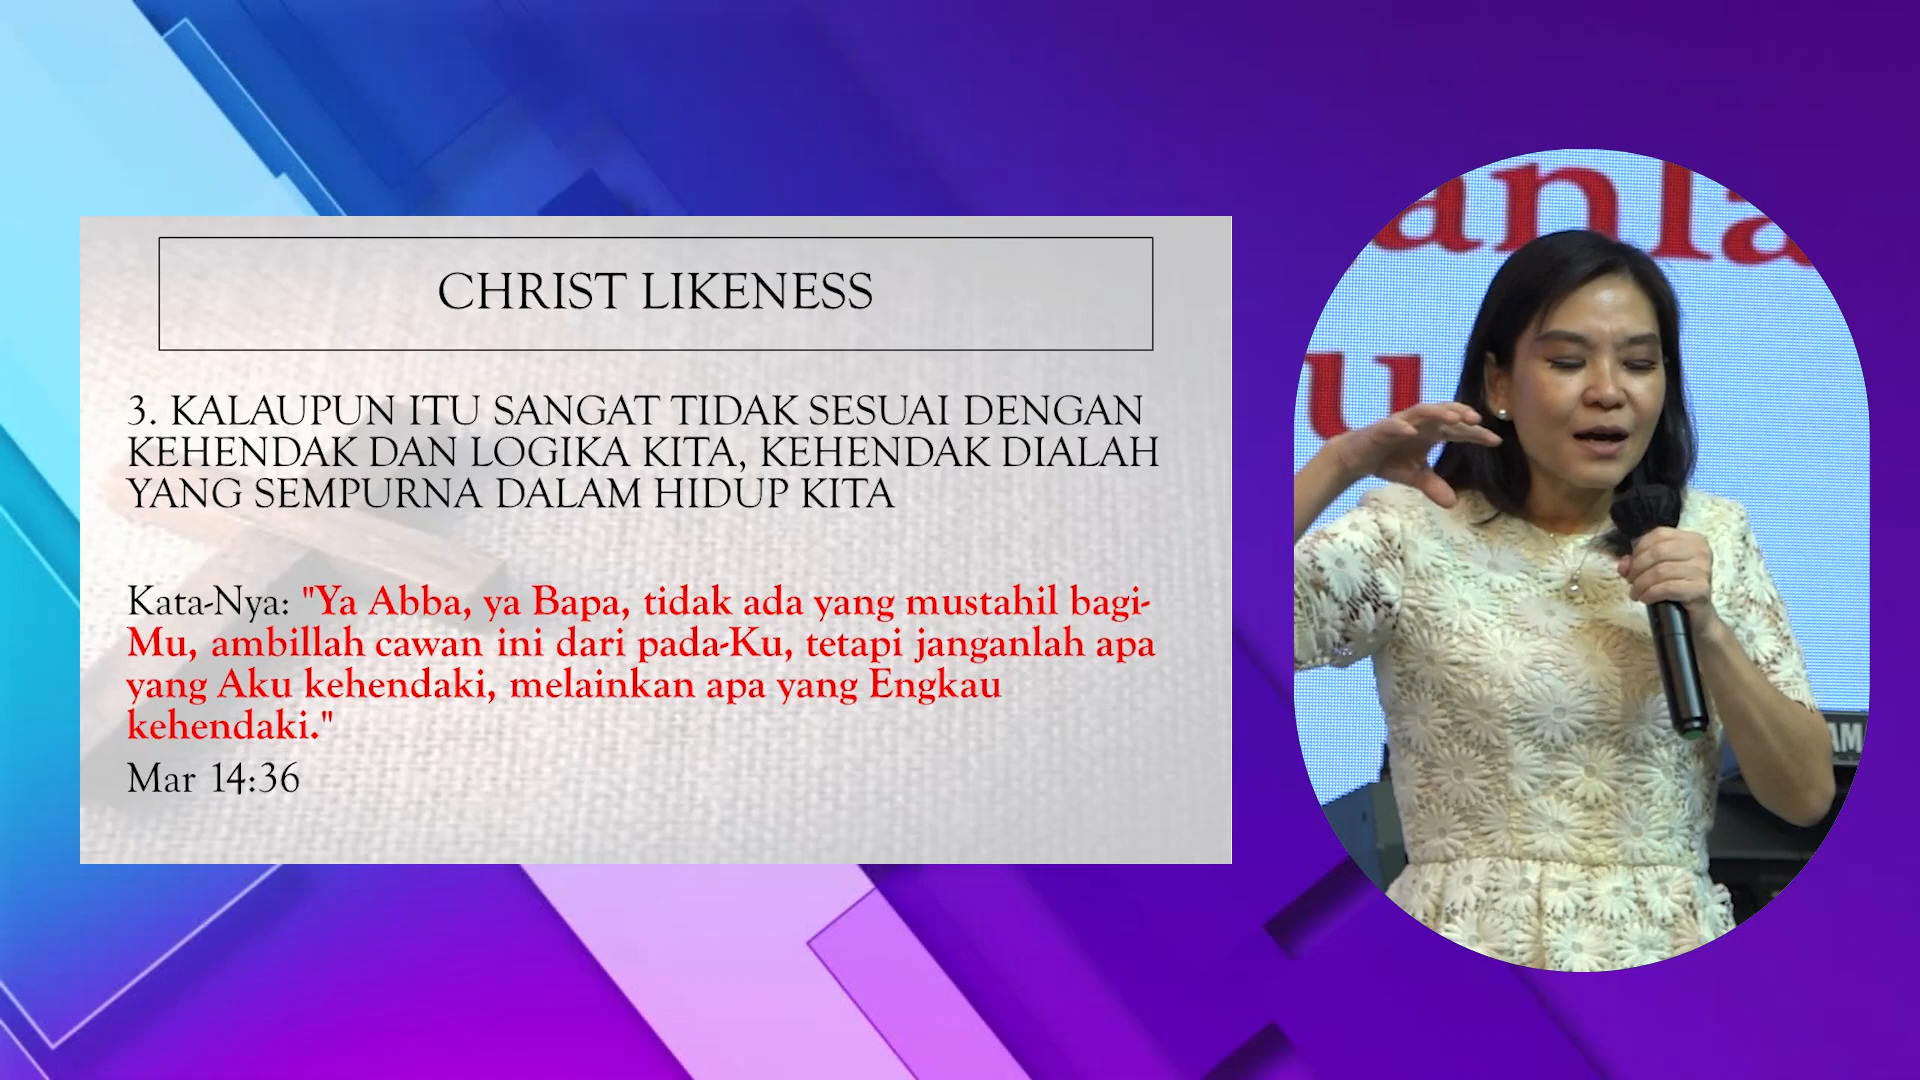 CHRIST LIKENESS
3. KALAUPUN ITU SANGAT TIDAK SESUAI DENGAN
KEHENDAK DAN LOGIKA KITA, KEHENDAK DIALAH
YANG SEMPURNA DALAM HIDUP KITA
Kata-Nya: "Ya Abba, ya Bapa, tidak ada yang mustahil bagi-
Mu, ambillah cawan ini dari pada-Ku, tetapi janganlah apa
yang Aku kehendaki, melainkan apa yang Engkau
kehendaki."
Mar 14:36